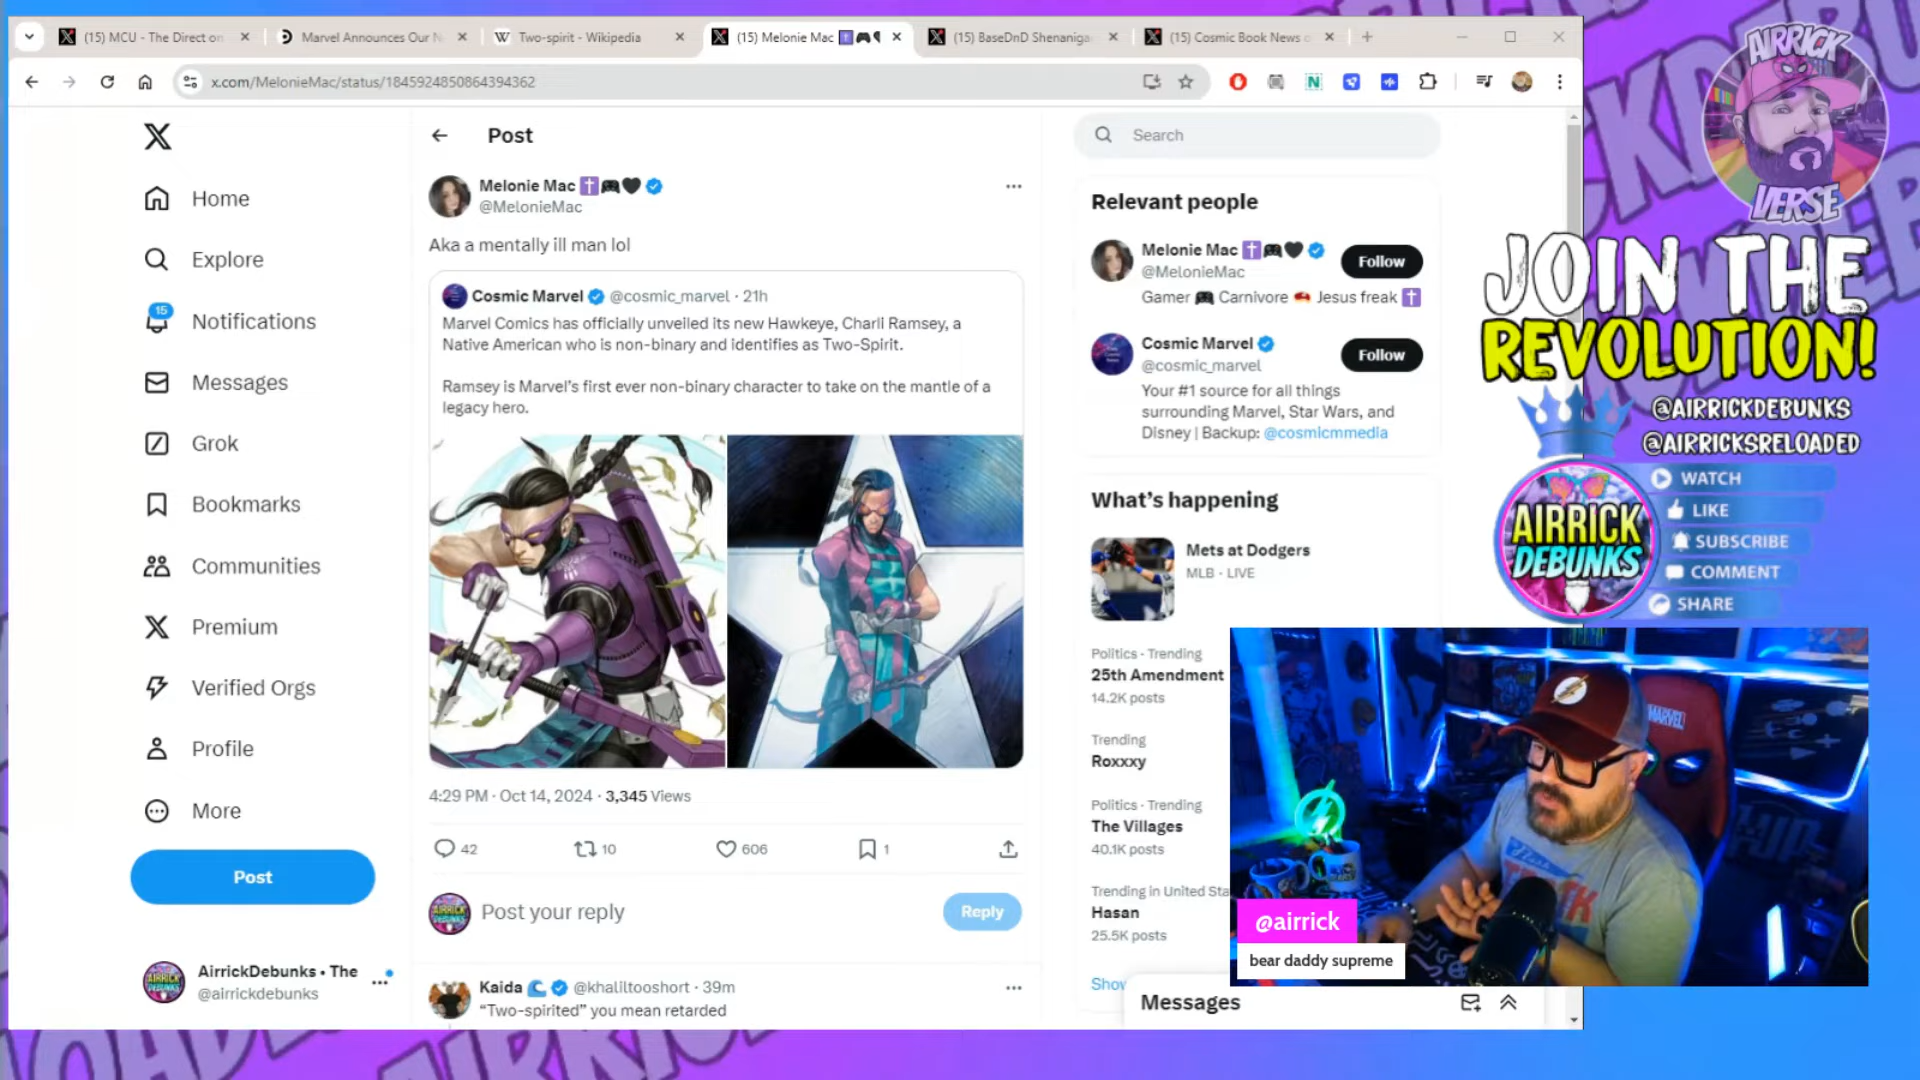 (15) MCU - The Direct on
Marvel Announces Our N
Two-spirit - Wikipedia
(15) Melonie Mac
(15) BaseDnD Shenaniga
(15) Cosmic Book News o
x.com/MelonieMac/status/1845924850864394362
Home
Explore
15
Notifications
Messages
Grok
Bookmarks
Communities
Premium
Verified Orgs
Profile
More
Post
AirrickDebunks • The
@airrickdebunks
Post
Melonie Mac
@MelonieMac
Aka a mentally ill man lol
Cosmic Marvel @cosmic_marvel · 21h
Marvel Comics has officially unveiled its new Hawkeye, Charli Ramsey, a
Native American who is non-binary and identifies as Two-Spirit.
Ramsey is Marvel's first ever non-binary character to take on the mantle of a
legacy hero.
4:29 PM · Oct 14, 2024 · 3,345 Views
42
10
606
1
Post your reply
Reply
Kaida @khaliltooshort · 39m
“Two-spirited” you mean retarded
Search
Relevant people
Melonie Mac
@MelonieMac
Follow
Gamer Carnivore Jesus freak
Cosmic Marvel
@cosmic_marvel
Follow
Your #1 source for all things
surrounding Marvel, Star Wars, and
Disney | Backup: @cosmicmmedia
What's happening
Mets at Dodgers
MLB · LIVE
Politics · Trending
25th Amendment
14.2K posts
Trending
Roxxxy
Politics · Trending
The Villages
40.1K posts
Trending in United Sta
Hasan
25.5K posts
Show
Messages
AIRRICK
VERSE
JOIN THE
REVOLUTION!
@AIRRICKDEBUNKS
@AIRRICKSRELOADED
AIRRICK
DEBUNKS
WATCH
LIKE
SUBSCRIBE
COMMENT
SHARE
MARVEL
@airrick
bear daddy supreme